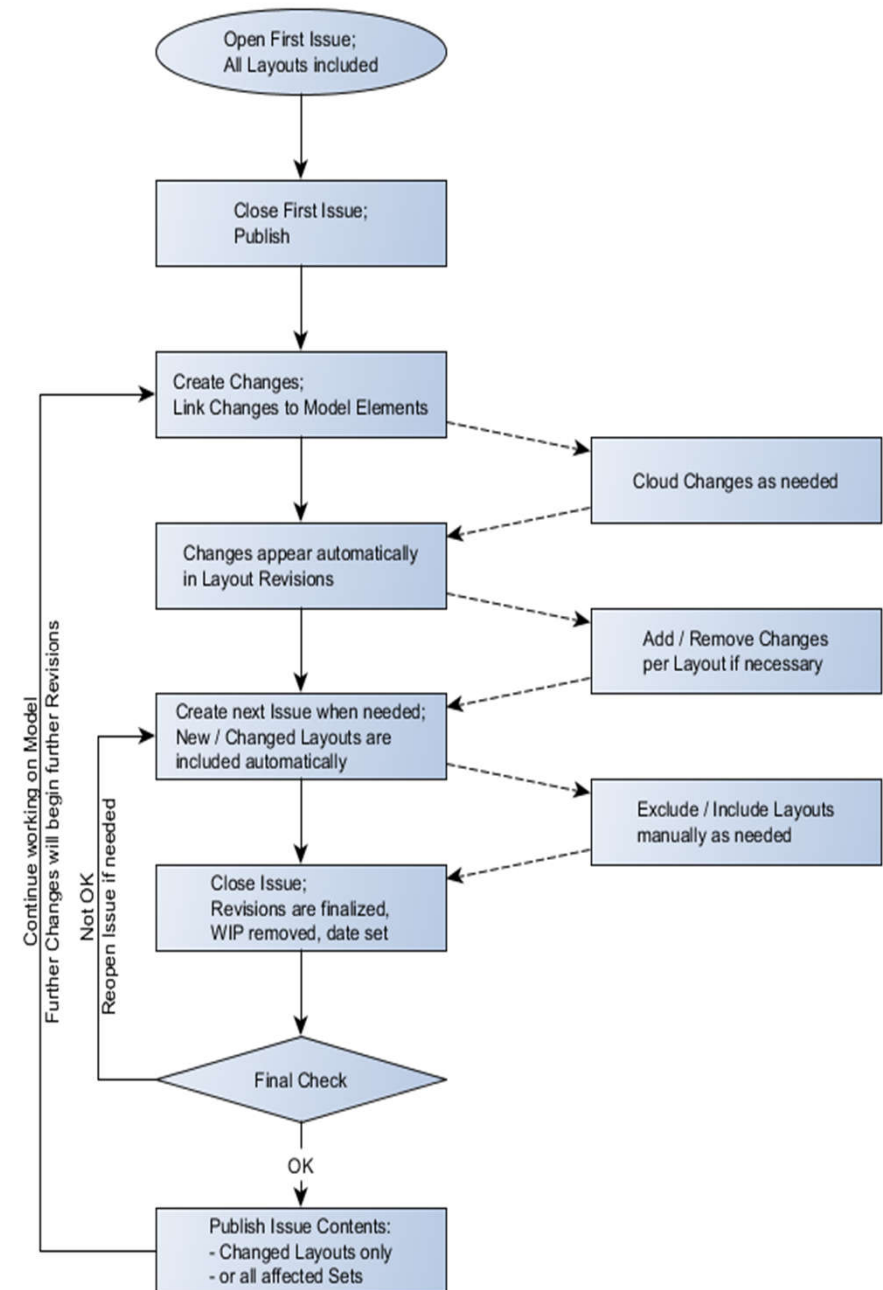 Open First Issue;
All Layouts included
Close First Issue;
Publish
Create Changes;
Link Changes to Model Elements
Cloud Changes as needed
Changes appear automatically
in Layout Revisions
Add / Remove Changes
per Layout if necessary
Create next Issue when needed;
New / Changed Layouts are
included automatically
Exclude / Include Layouts
manually as needed
Close Issue;
Revisions are finalized,
WIP removed, date set
Final Check
OK
Publish Issue Contents:
- Changed Layouts only
- or all affected Sets
Not OK
Reopen Issue if needed
Continue working on Model
Further Changes will begin further Revisions